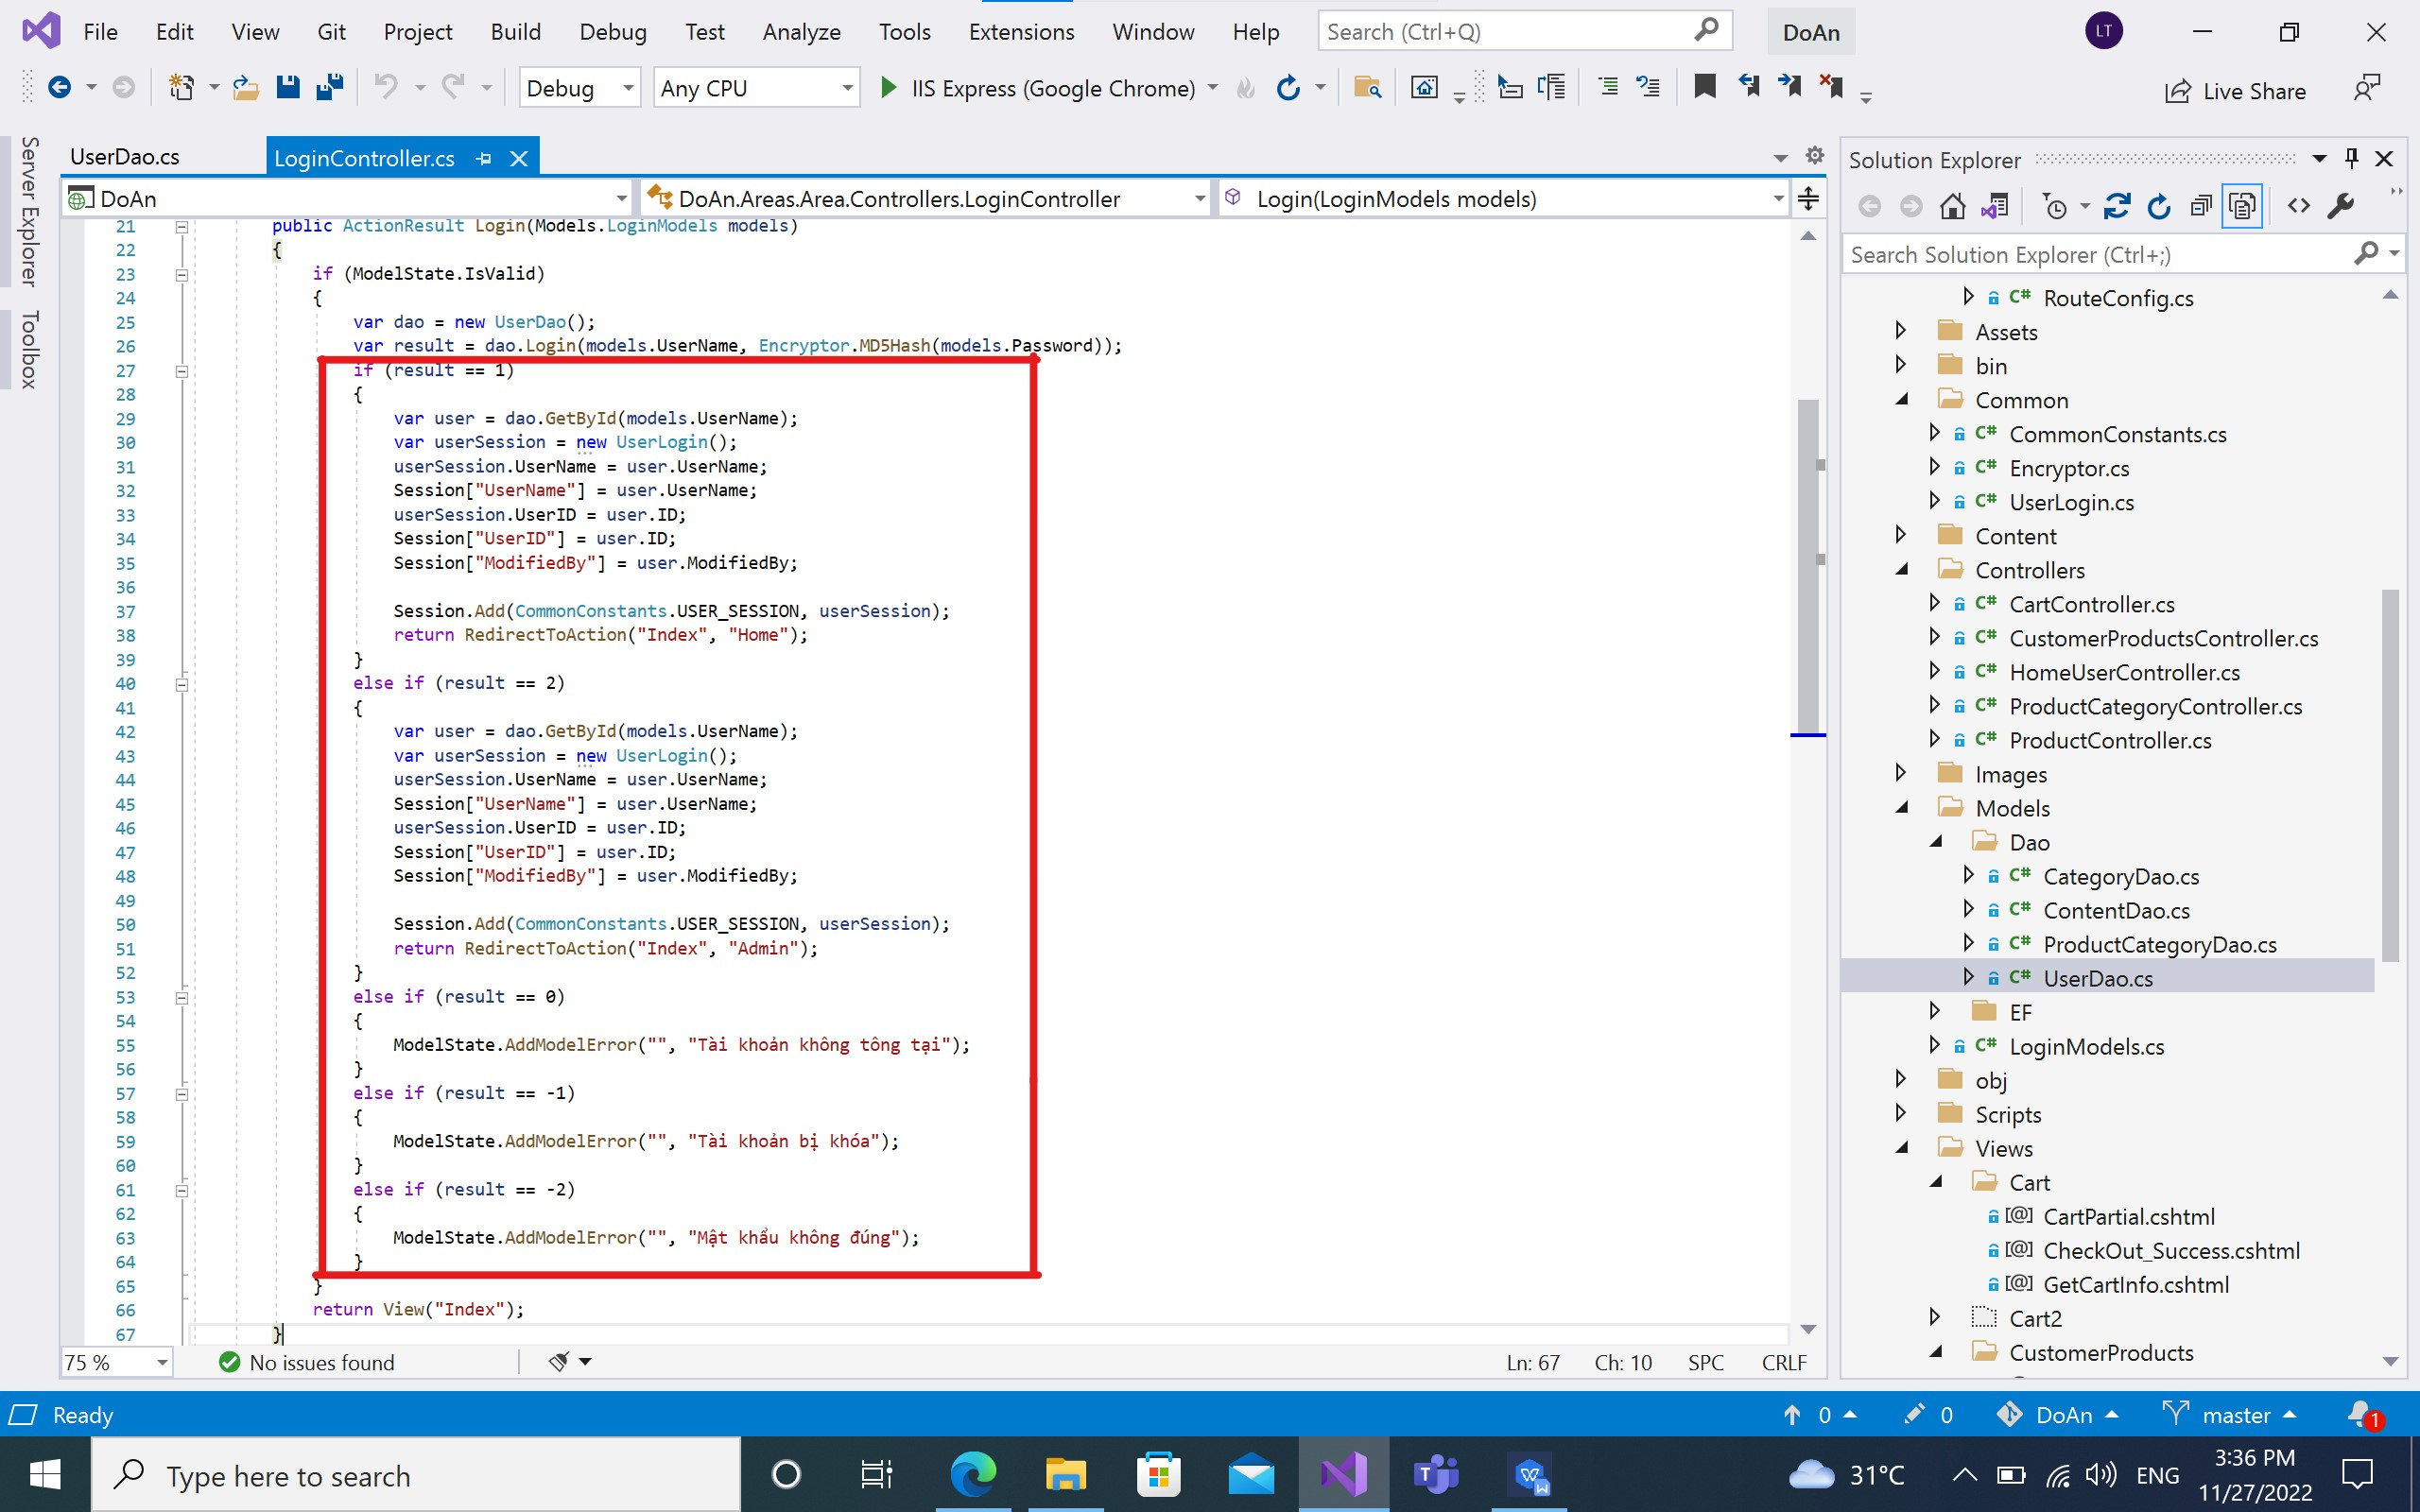 File Edit View Git Project Build Debug Test Analyze Tools Extensions Window Help Search (Ctrl+Q) DoAn LT
Debug Any CPU IIS Express (Google Chrome) Live Share
Server Explorer
Toolbox
UserDao.cs LoginController.cs
DoAn DoAn.Areas.Area.Controllers.LoginController Login(LoginModels models)
21 public ActionResult Login(Models.LoginModels models)
22 {
23 if (ModelState.IsValid)
24 {
25 var dao = new UserDao();
26 var result = dao.Login(models.UserName, Encryptor.MD5Hash(models.Password));
27 if (result == 1)
28 {
29 var user = dao.GetById(models.UserName);
30 var userSession = new UserLogin();
31 userSession.UserName = user.UserName;
32 Session["UserName"] = user.UserName;
33 userSession.UserID = user.ID;
34 Session["UserID"] = user.ID;
35 Session["ModifiedBy"] = user.ModifiedBy;
36
37 Session.Add(CommonConstants.USER_SESSION, userSession);
38 return RedirectToAction("Index", "Home");
39 }
40 else if (result == 2)
41 {
42 var user = dao.GetById(models.UserName);
43 var userSession = new UserLogin();
44 userSession.UserName = user.UserName;
45 Session["UserName"] = user.UserName;
46 userSession.UserID = user.ID;
47 Session["UserID"] = user.ID;
48 Session["ModifiedBy"] = user.ModifiedBy;
49
50 Session.Add(CommonConstants.USER_SESSION, userSession);
51 return RedirectToAction("Index", "Admin");
52 }
53 else if (result == 0)
54 {
55 ModelState.AddModelError("", "Tài khoản không tông tại");
56 }
57 else if (result == -1)
58 {
59 ModelState.AddModelError("", "Tài khoản bị khóa");
60 }
61 else if (result == -2)
62 {
63 ModelState.AddModelError("", "Mật khẩu không đúng");
64 }
65 }
66 return View("Index");
67 }
75 % No issues found Ln: 67 Ch: 10 SPC CRLF
Solution Explorer
Search Solution Explorer (Ctrl+;)
C# RouteConfig.cs
Assets
bin
Common
C# CommonConstants.cs
C# Encryptor.cs
C# UserLogin.cs
Content
Controllers
C# CartController.cs
C# CustomerProductsController.cs
C# HomeUserController.cs
C# ProductCategoryController.cs
C# ProductController.cs
Images
Models
Dao
C# CategoryDao.cs
C# ContentDao.cs
C# ProductCategoryDao.cs
C# UserDao.cs
EF
C# LoginModels.cs
obj
Scripts
Views
Cart
[@] CartPartial.cshtml
[@] CheckOut_Success.cshtml
[@] GetCartInfo.cshtml
Cart2
CustomerProducts
Ready 0 0 DoAn master 1
Type here to search 31°C ENG 3:36 PM
11/27/2022